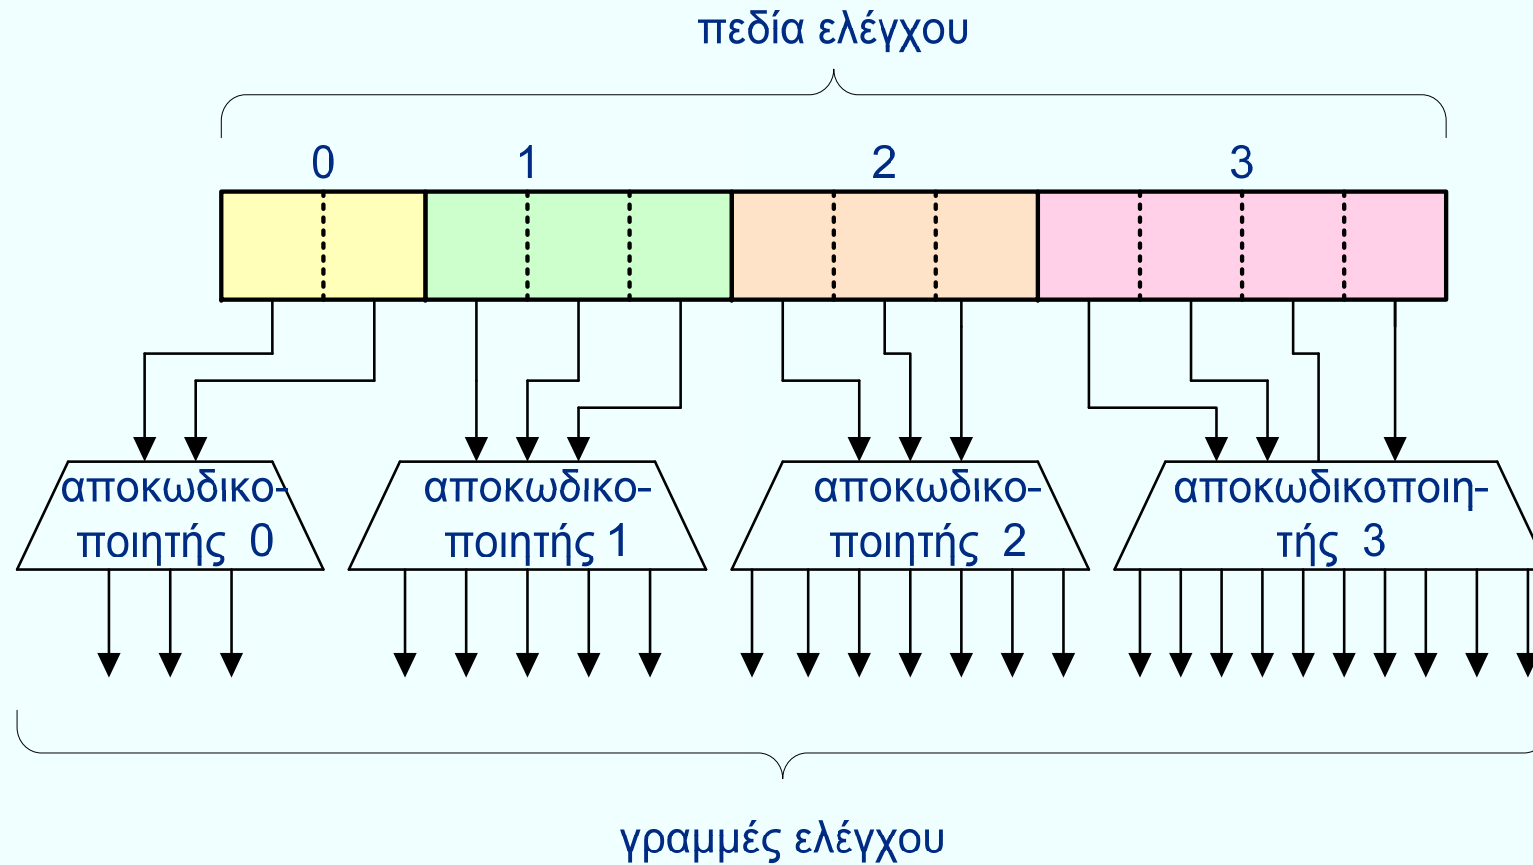 πεδία ελέγχου
0 1 2 3
αποκωδικο-
ποιητής 0
αποκωδικο-
ποιητής 1
αποκωδικο-
ποιητής 2
αποκωδικοποιη-
τής 3
γραμμές ελέγχου